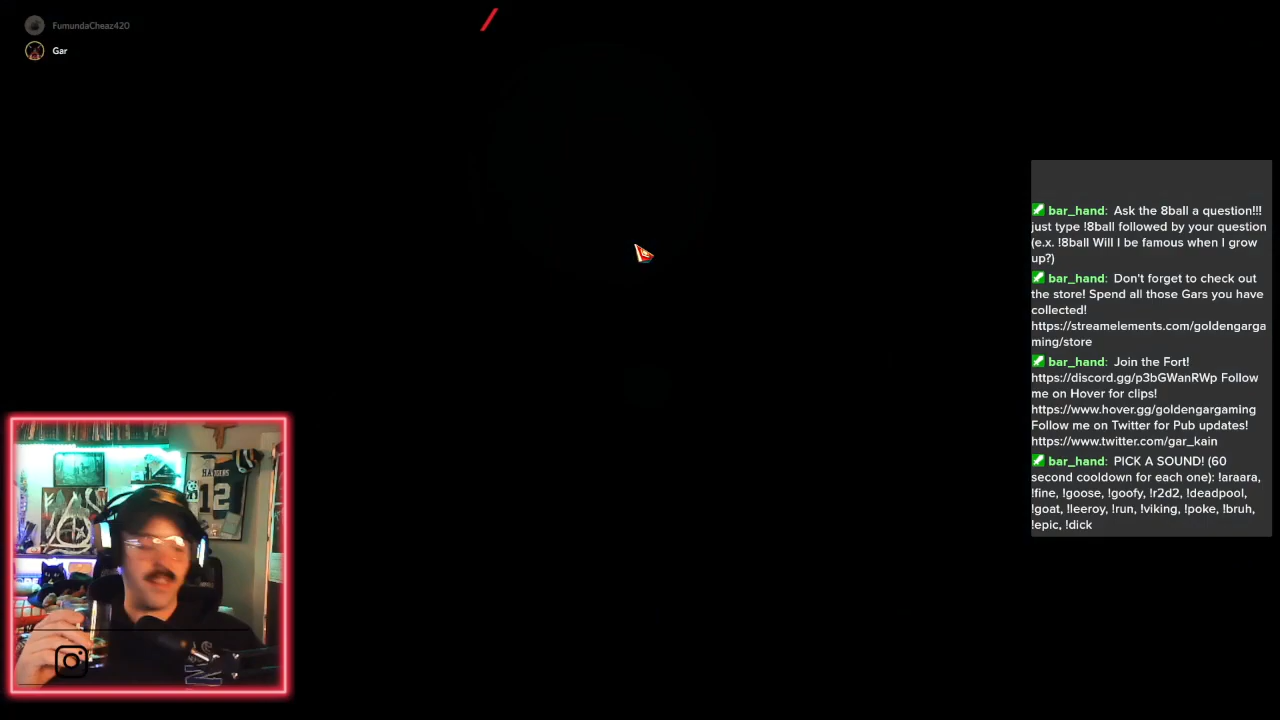 FumundaCheaz420
Gar
bar_hand: Ask the 8ball a question!!!
just type !8ball followed by your question
(e.x. !8ball Will I be famous when I grow
up?)
bar_hand: Don't forget to check out
the store! Spend all those Gars you have
collected!
https://streamelements.com/goldengarga
ming/store
bar_hand: Join the Fort!
https://discord.gg/p3bGWanRWp Follow
me on Hover for clips!
https://www.hover.gg/goldengargaming
Follow me on Twitter for Pub updates!
https://www.twitter.com/gar_kain
bar_hand: PICK A SOUND! (60
second cooldown for each one): !araara,
!fine, !goose, !goofy, !r2d2, !deadpool,
!goat, !leeroy, !run, !viking, !poke, !bruh,
!epic, !dick
12